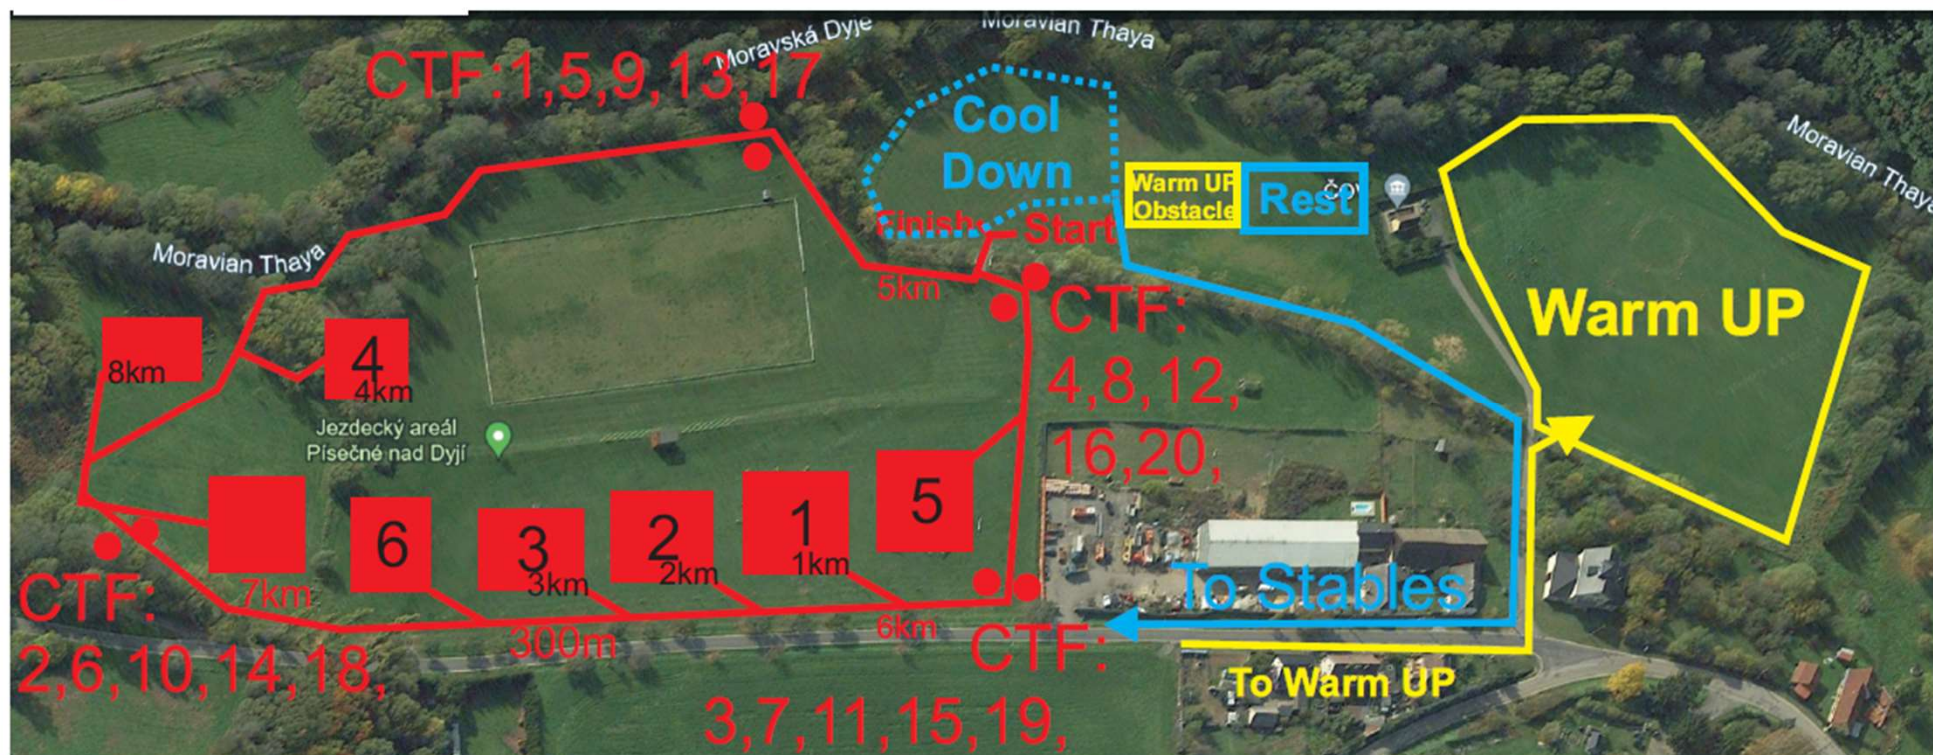 Moravská Dyje
Moravian Thaya
CTF:1,5,9,13,17
Cool
Down
Warm UP
Obstacle
Rest
ČOV
Moravian Thaya
Finish
Start
Moravian Thaya
5km
CTF:
4,8,12,
16,20,
Warm UP
8km
4
4km
Jezdecký areál
Písečné nad Dyjí
6
3
3km
2
2km
1
1km
5
7km
300m
6km
To Stables
CTF:
2,6,10,14,18,
CTF:
3,7,11,15,19,
To Warm UP